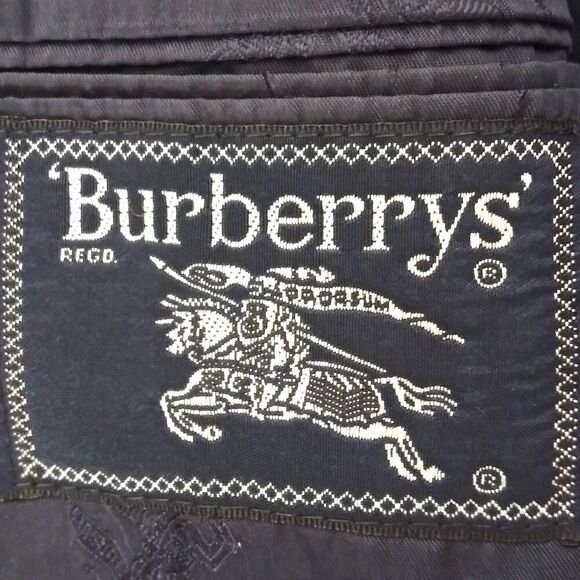 'Burberrys'
REGD.
®
PRORSUM
®